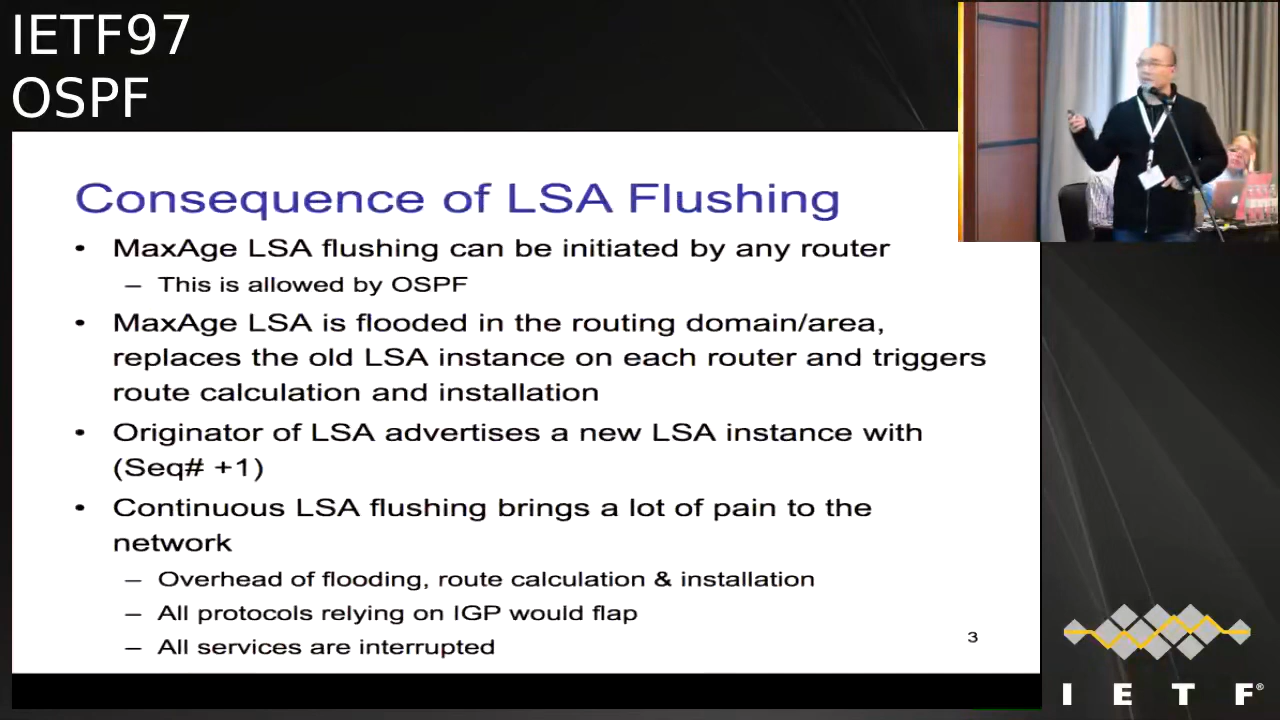 IETF97
OSPF
Consequence of LSA Flushing
• MaxAge LSA flushing can be initiated by any router
– This is allowed by OSPF
• MaxAge LSA is flooded in the routing domain/area,
replaces the old LSA instance on each router and triggers
route calculation and installation
• Originator of LSA advertises a new LSA instance with
(Seq# +1)
• Continuous LSA flushing brings a lot of pain to the
network
– Overhead of flooding, route calculation & installation
– All protocols relying on IGP would flap
– All services are interrupted
3
I E T F®